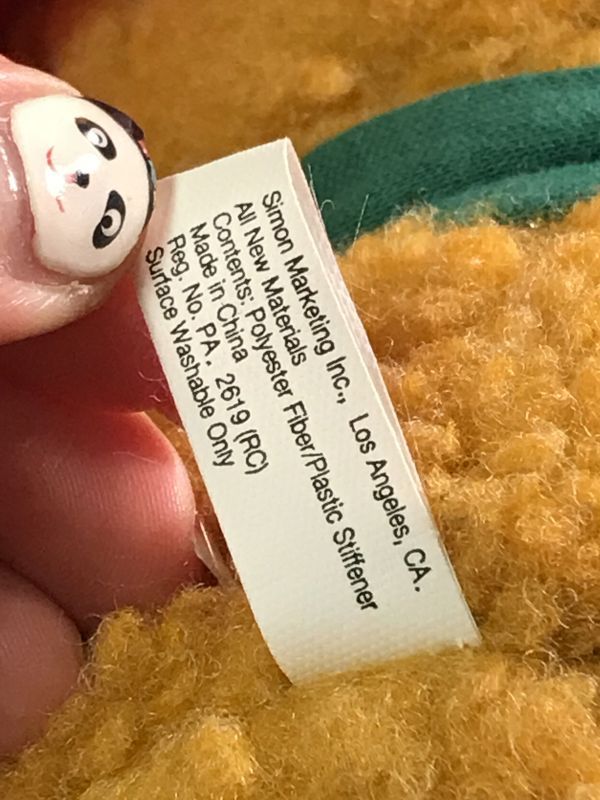 Simon Marketing Inc., Los Angeles, CA.
All New Materials
Contents: Polyester Fiber/Plastic Stiffener
Made in China
Reg. No. PA. 2619 (RC)
Surface Washable Only